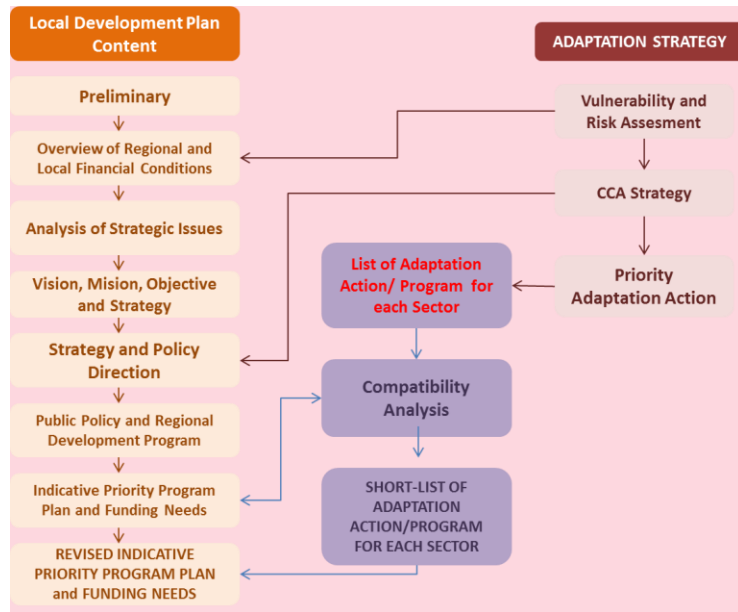 Local Development Plan
Content
Preliminary
Overview of Regional and
Local Financial Conditions
Analysis of Strategic Issues
Vision, Mision, Objective
and Strategy
Strategy and Policy
Direction
Public Policy and Regional
Development Program
Indicative Priority Program
Plan and Funding Needs
REVISED INDICATIVE
PRIORITY PROGRAM PLAN
and FUNDING NEEDS
List of Adaptation
Action/ Program for
each Sector
Compatibility
Analysis
SHORT-LIST OF
ADAPTATION
ACTION/PROGRAM
FOR EACH SECTOR
ADAPTATION STRATEGY
Vulnerability and
Risk Assesment
CCA Strategy
Priority
Adaptation Action